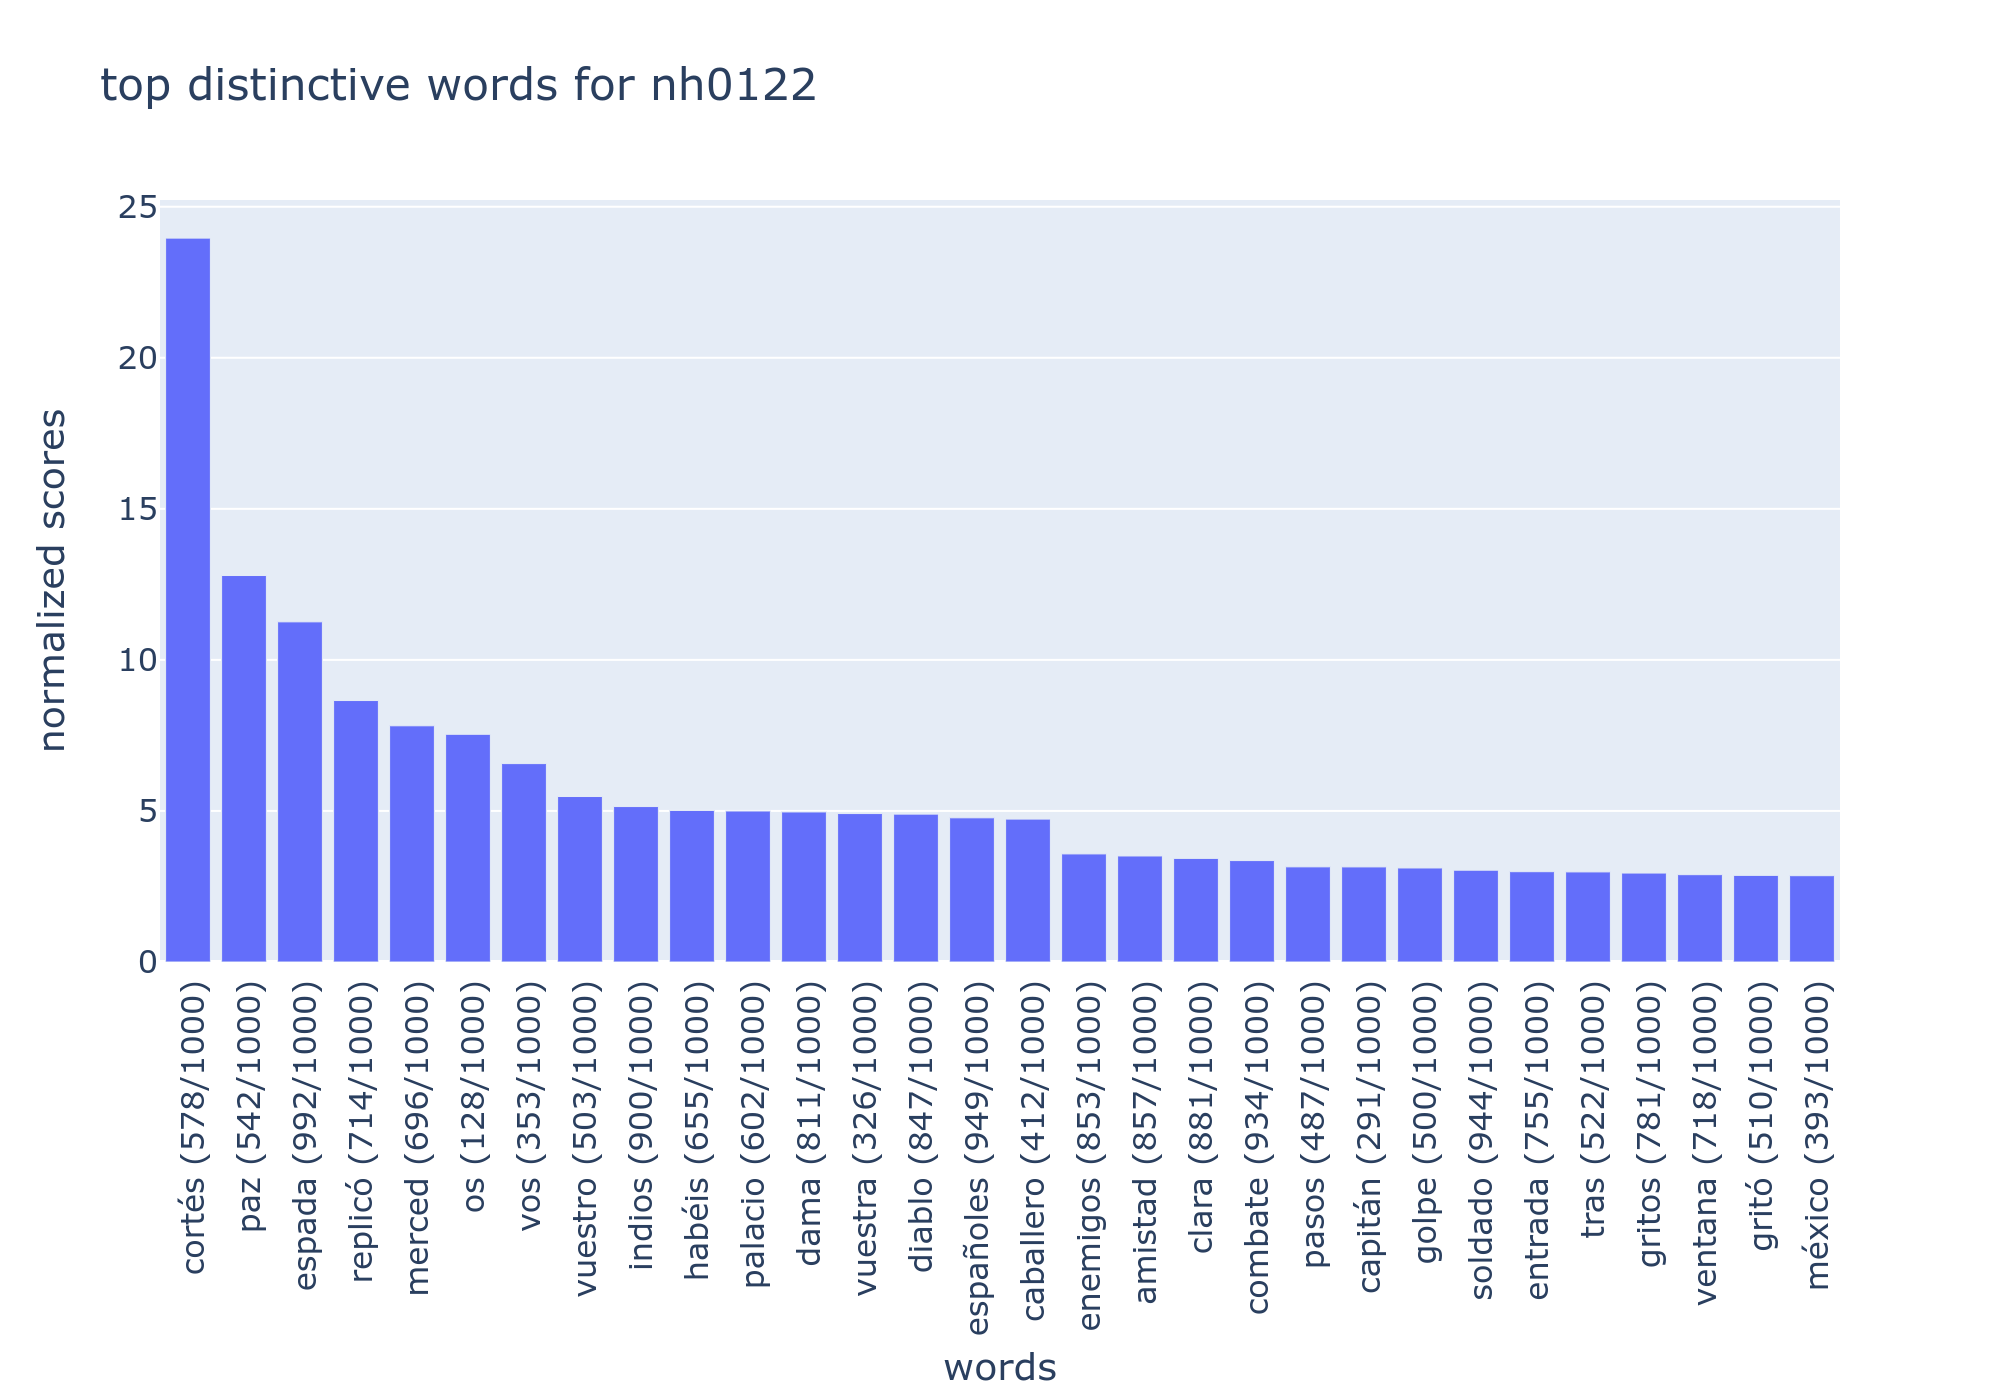 top distinctive words for nh0122
25
20
15
10
5
0
normalized scores
cortés (578/1000)
paz (542/1000)
espada (992/1000)
replicó (714/1000)
merced (696/1000)
os (128/1000)
vos (353/1000)
vuestro (503/1000)
indios (900/1000)
habéis (655/1000)
palacio (602/1000)
dama (811/1000)
vuestra (326/1000)
diablo (847/1000)
españoles (949/1000)
caballero (412/1000)
enemigos (853/1000)
amistad (857/1000)
clara (881/1000)
combate (934/1000)
pasos (487/1000)
capitán (291/1000)
golpe (500/1000)
soldado (944/1000)
entrada (755/1000)
tras (522/1000)
gritos (781/1000)
ventana (718/1000)
gritó (510/1000)
méxico (393/1000)
words